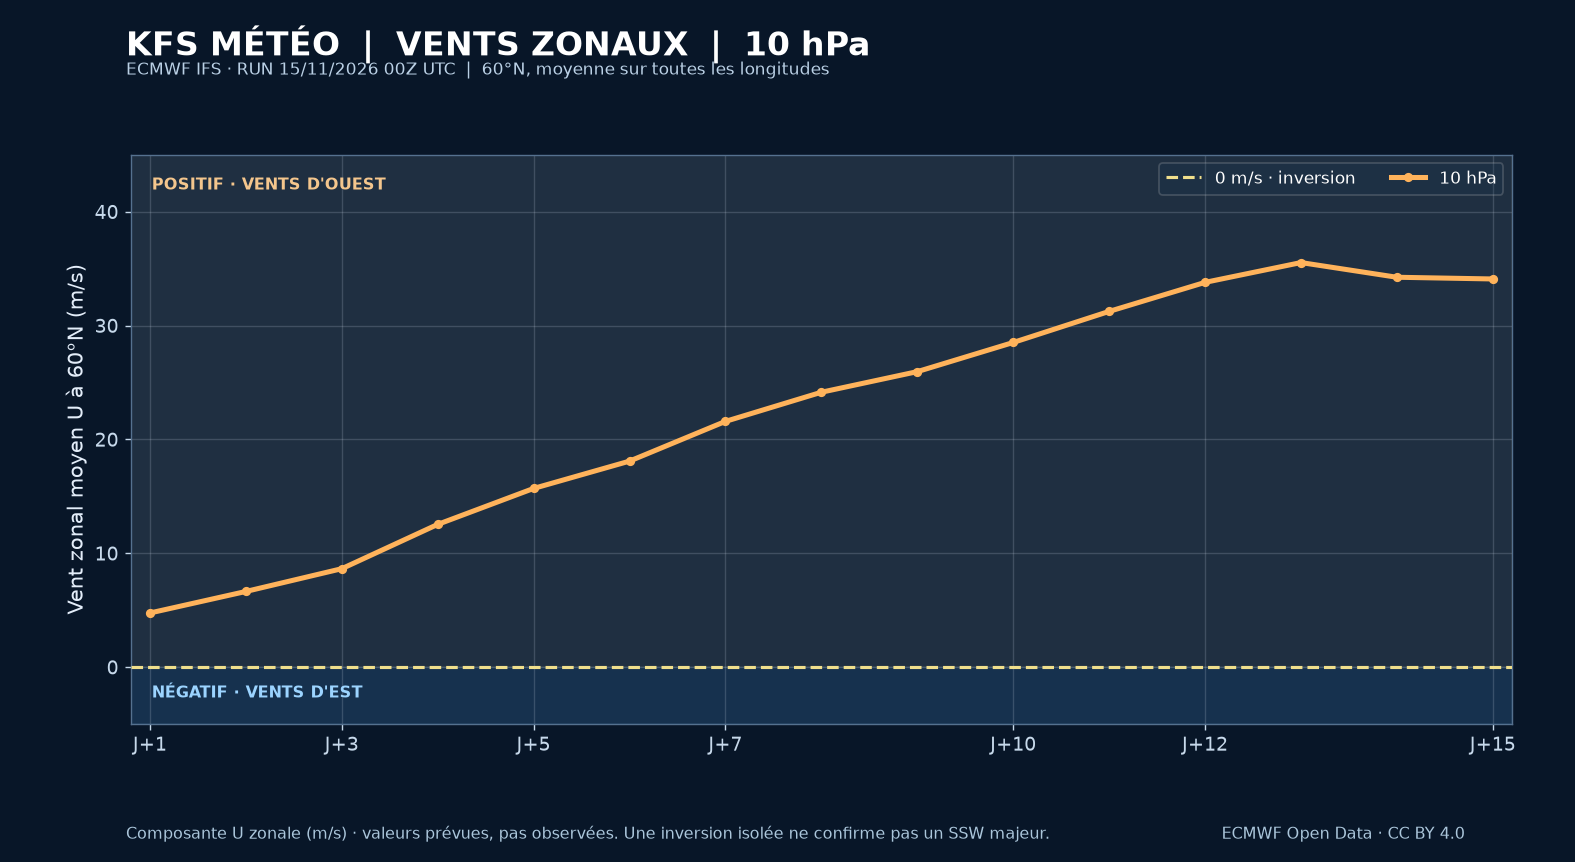 KFS MÉTÉO | VENTS ZONAUX | 10 hPa
ECMWF IFS · RUN 15/11/2026 00Z UTC | 60°N, moyenne sur toutes les longitudes
POSITIF · VENTS D'OUEST
0 m/s · inversion
10 hPa
40
30
20
10
0
Vent zonal moyen U à 60°N (m/s)
NÉGATIF · VENTS D'EST
J+1
J+3
J+5
J+7
J+10
J+12
J+15
Composante U zonale (m/s) · valeurs prévues, pas observées. Une inversion isolée ne confirme pas un SSW majeur.
ECMWF Open Data · CC BY 4.0